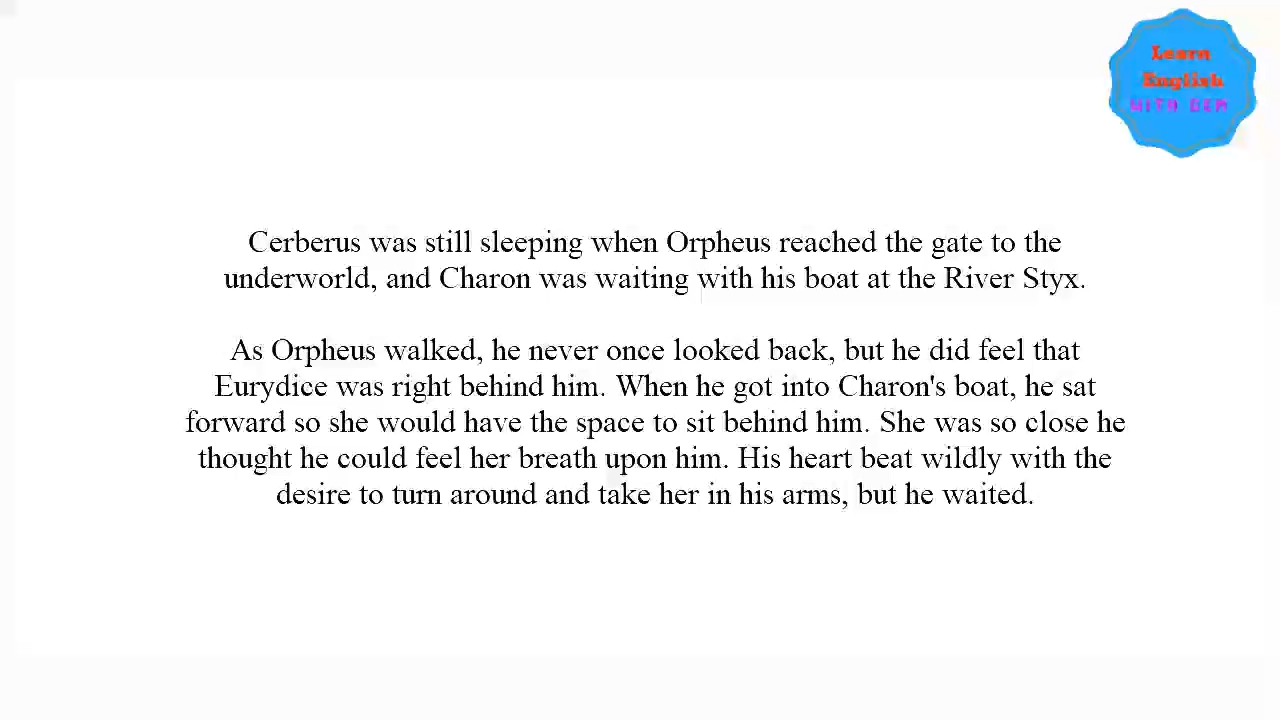 Learn
English
WITH CEM
Cerberus was still sleeping when Orpheus reached the gate to the
underworld, and Charon was waiting with his boat at the River Styx.
As Orpheus walked, he never once looked back, but he did feel that
Eurydice was right behind him. When he got into Charon's boat, he sat
forward so she would have the space to sit behind him. She was so close he
thought he could feel her breath upon him. His heart beat wildly with the
desire to turn around and take her in his arms, but he waited.